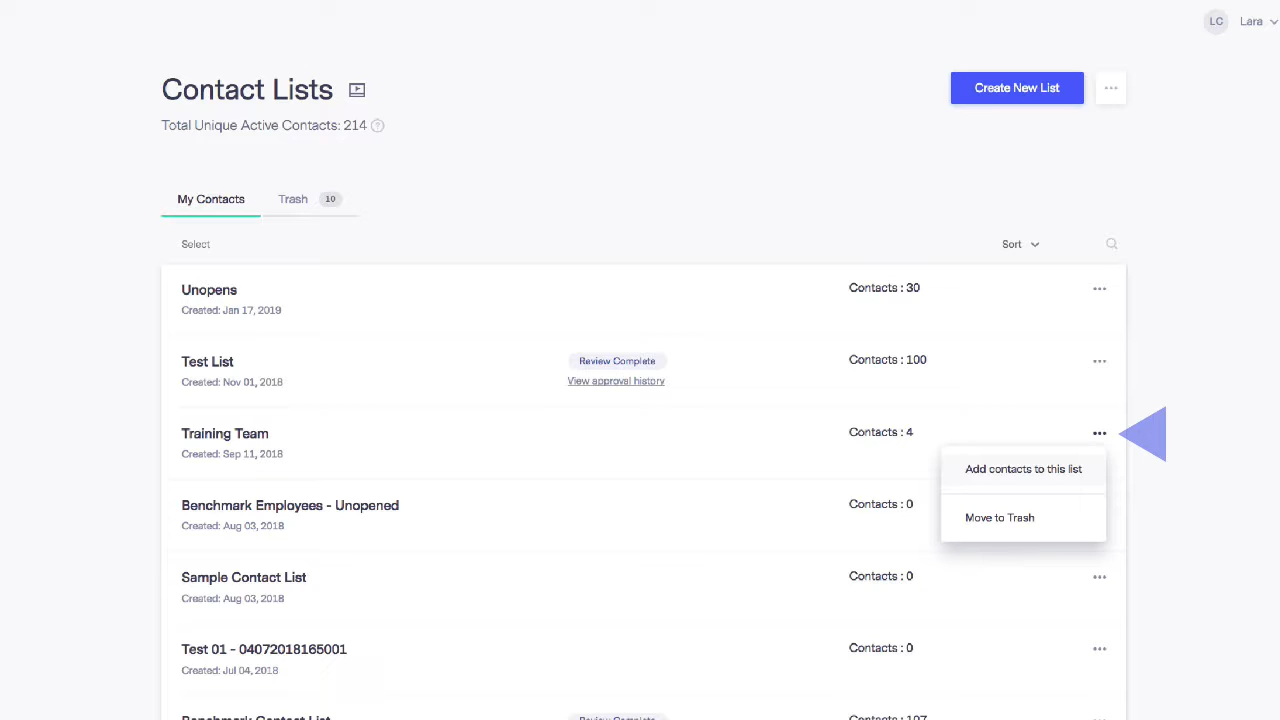 LC Lara
Contact Lists
Create New List
Total Unique Active Contacts: 214
My Contacts Trash 10
Select Sort
Unopens Contacts : 30
Created: Jan 17, 2019
Test List Review Complete Contacts : 100
Created: Nov 01, 2018 View approval history
Training Team Contacts : 4
Created: Sep 11, 2018
Add contacts to this list
Benchmark Employees - Unopened Contacts : 0
Move to Trash
Created: Aug 03, 2018
Sample Contact List Contacts : 0
Created: Aug 03, 2018
Test 01 - 04072018165001 Contacts : 0
Created: Jul 04, 2018
Benchmark Contact List Review Complete Contacts : 107